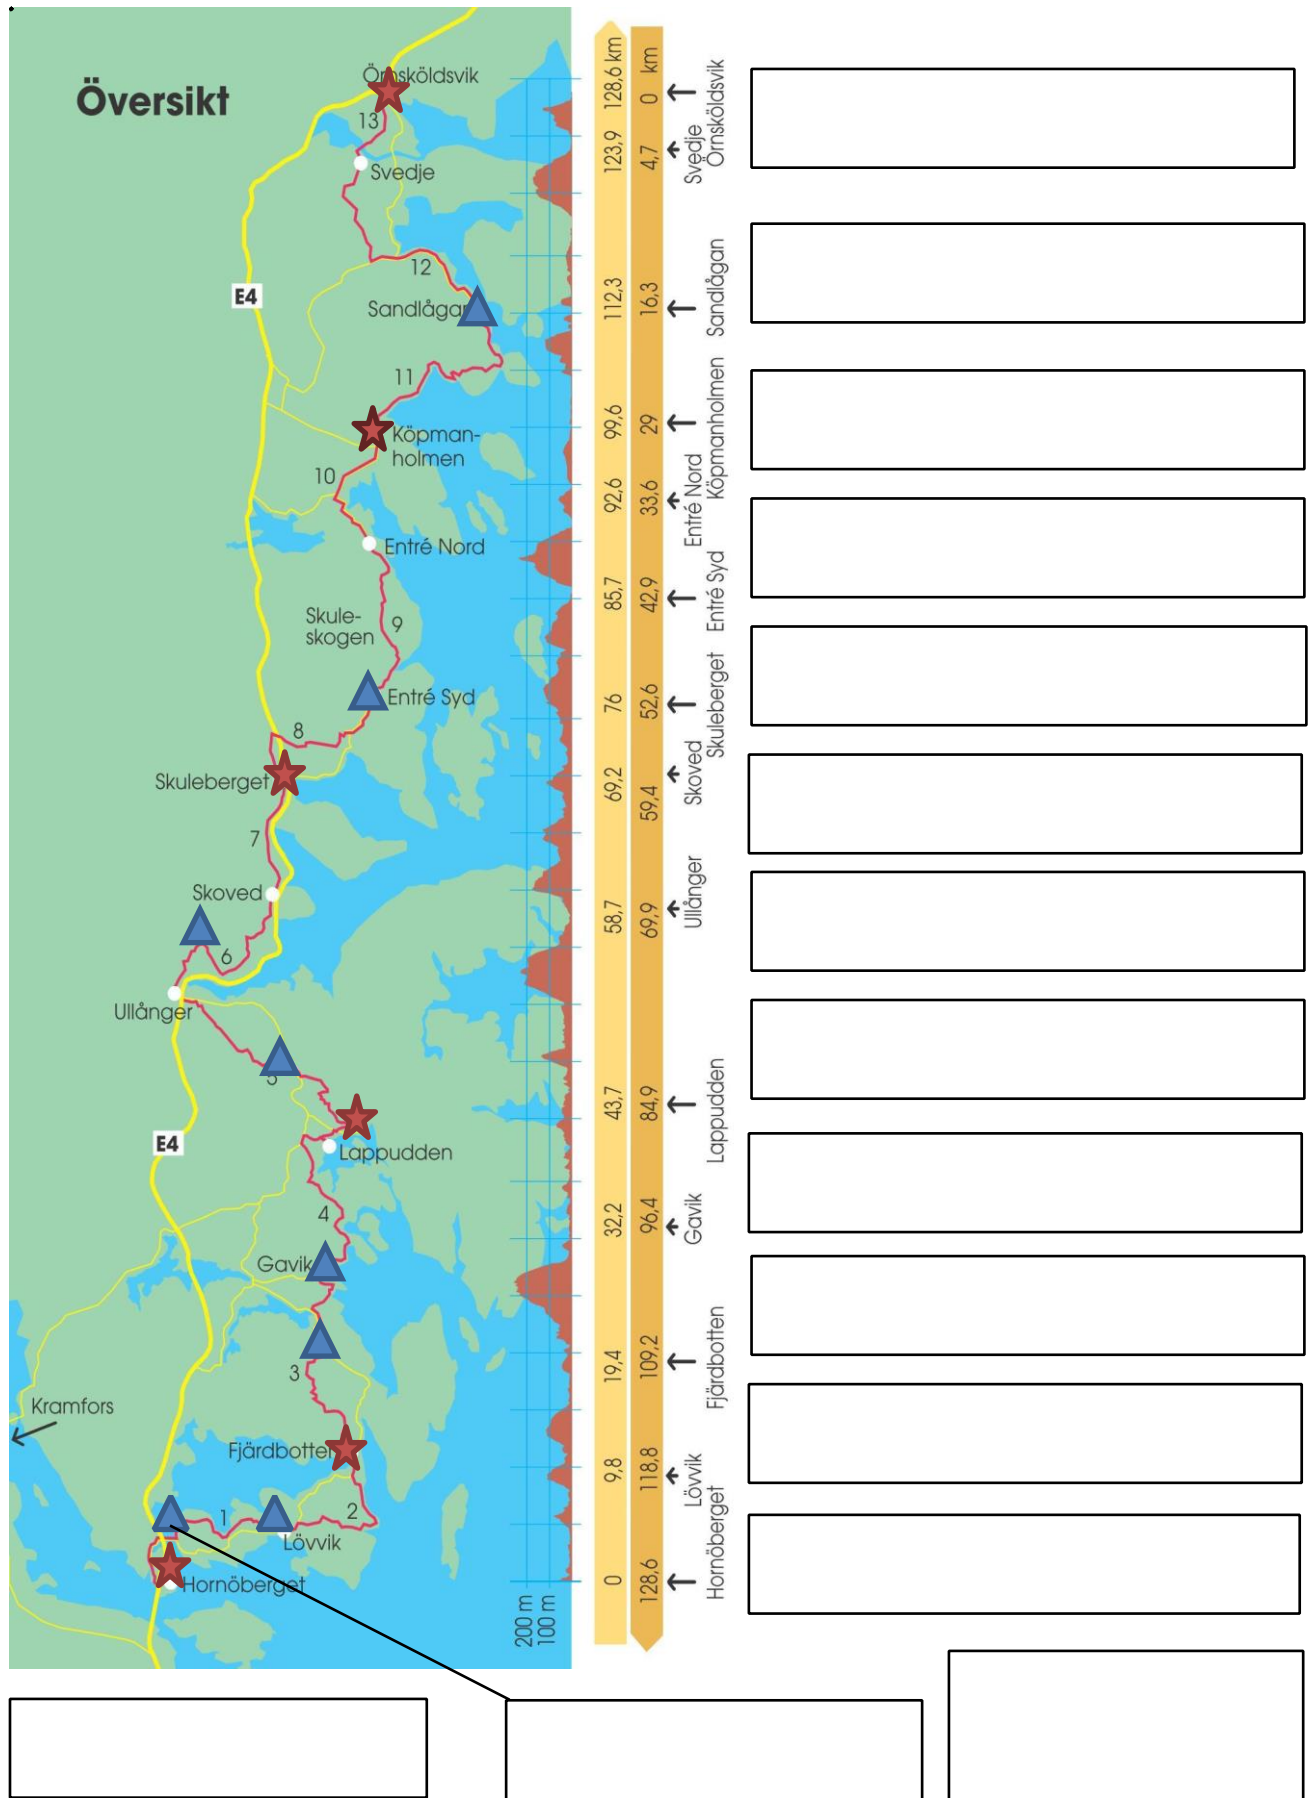 Översikt
Örnsköldsvik
13
Svedje
12
E4
Sandlågan
11
Köpman-
holmen
10
Entré Nord
Skule-
skogen
9
Entré Syd
8
Skuleberget
7
Skoved
6
Ullånger
5
E4
Lappudden
4
Gavik
3
Kramfors
Fjärdbotten
1
2
Lövvik
Hornöberget
200 m
100 m
128,6 km
123,9
112,3
99,6
92,6
85,7
76
69,2
58,7
43,7
32,2
19,4
9,8
0
km
0
4,7
16,3
29
33,6
42,9
52,6
59,4
69,9
84,9
96,4
109,2
118,8
128,6
Örnsköldsvik
Svedje
Sandlågan
Köpmanholmen
Entré Nord
Entré Syd
Skuleberget
Skoved
Ullånger
Lappudden
Gavik
Fjärdbotten
Lövvik
Hornöberget